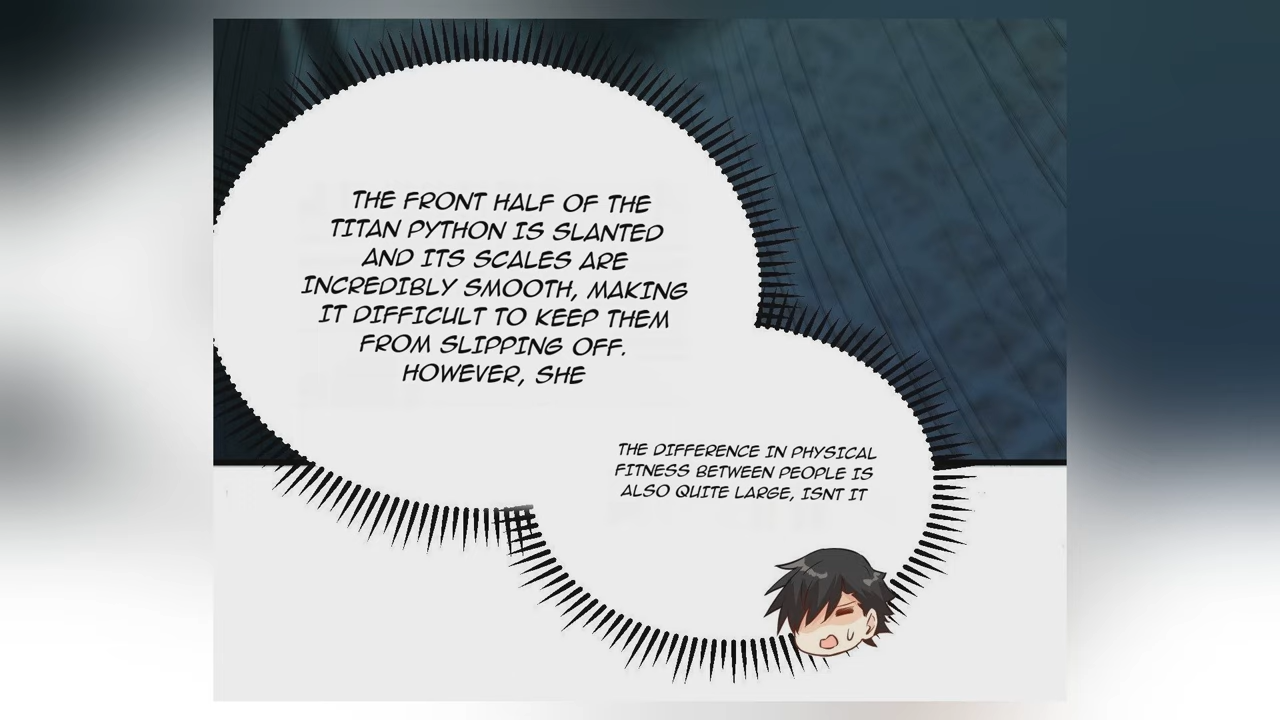 THE FRONT HALF OF THE
TITAN PYTHON IS SLANTED
AND ITS SCALES ARE
INCREDIBLY SMOOTH, MAKING
IT DIFFICULT TO KEEP THEM
FROM SLIPPING OFF.
HOWEVER, SHE
THE DIFFERENCE IN PHYSICAL
FITNESS BETWEEN PEOPLE IS
ALSO QUITE LARGE, ISNT IT